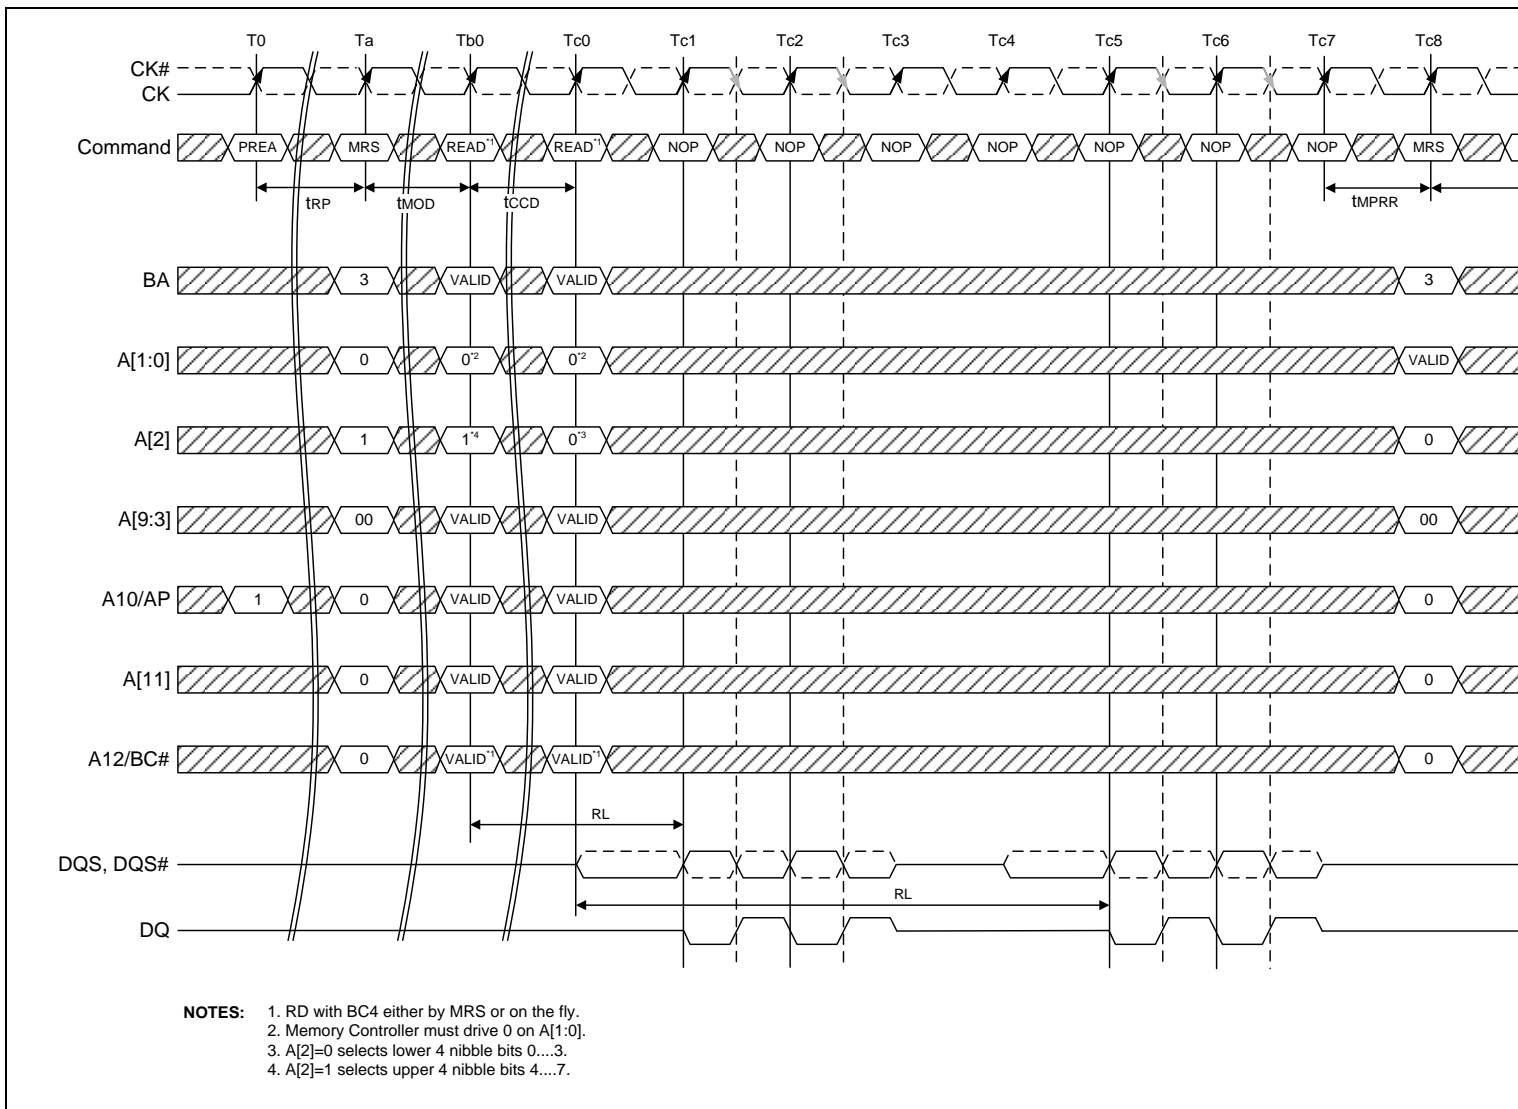 T0 Ta Tb0 Tc0 Tc1 Tc2 Tc3 Tc4 Tc5 Tc6 Tc7 Tc8
CK#
CK
Command PREA MRS READ*1 READ*1 NOP NOP NOP NOP NOP NOP NOP MRS
tRP tMOD tCCD tMPRR
BA 3 VALID VALID 3
A[1:0] 0 0*2 0*2 VALID
A[2] 1 1*4 0*3 0
A[9:3] 00 VALID VALID 00
A10/AP 1 0 VALID VALID 0
A[11] 0 VALID VALID 0
A12/BC# 0 VALID*1 VALID*1 0
RL
DQS, DQS#
RL
DQ
NOTES: 1. RD with BC4 either by MRS or on the fly.
2. Memory Controller must drive 0 on A[1:0].
3. A[2]=0 selects lower 4 nibble bits 0....3.
4. A[2]=1 selects upper 4 nibble bits 4....7.